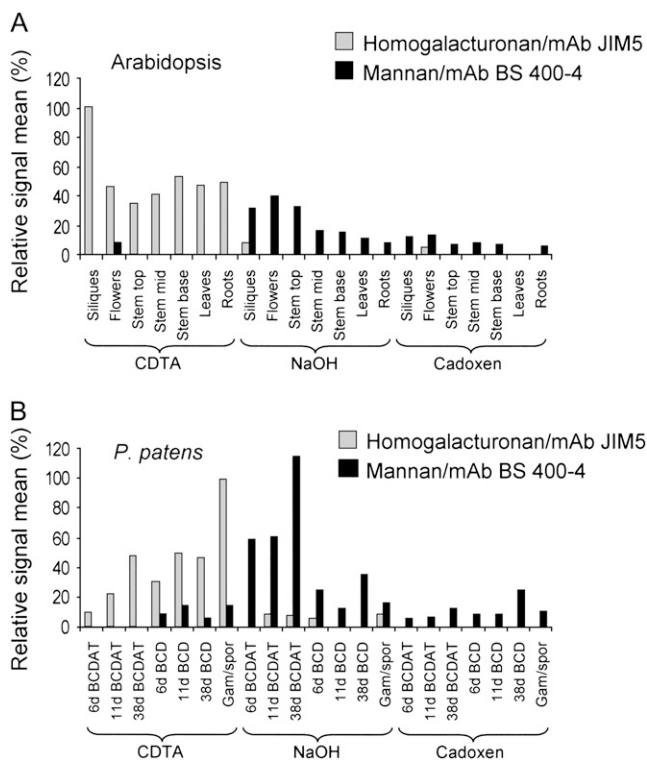 A
Homogalacturonan/mAb JIM5
Arabidopsis
Mannan/mAb BS 400-4
Relative signal mean (%)
120
100
80
60
40
20
0
Siliques
Flowers
Stem top
Stem mid
Stem base
Leaves
Roots
Siliques
Flowers
Stem top
Stem mid
Stem base
Leaves
Roots
Siliques
Flowers
Stem top
Stem mid
Stem base
Leaves
Roots
CDTA
NaOH
Cadoxen
B
Homogalacturonan/mAb JIM5
P. patens
Mannan/mAb BS 400-4
Relative signal mean (%)
120
100
80
60
40
20
0
6d BCDAT
11d BCDAT
38d BCDAT
6d BCD
11d BCD
38d BCD
Gam/spor
6d BCDAT
11d BCDAT
38d BCDAT
6d BCD
11d BCD
38d BCD
Gam/spor
6d BCDAT
11d BCDAT
38d BCDAT
6d BCD
11d BCD
38d BCD
Gam/spor
CDTA
NaOH
Cadoxen